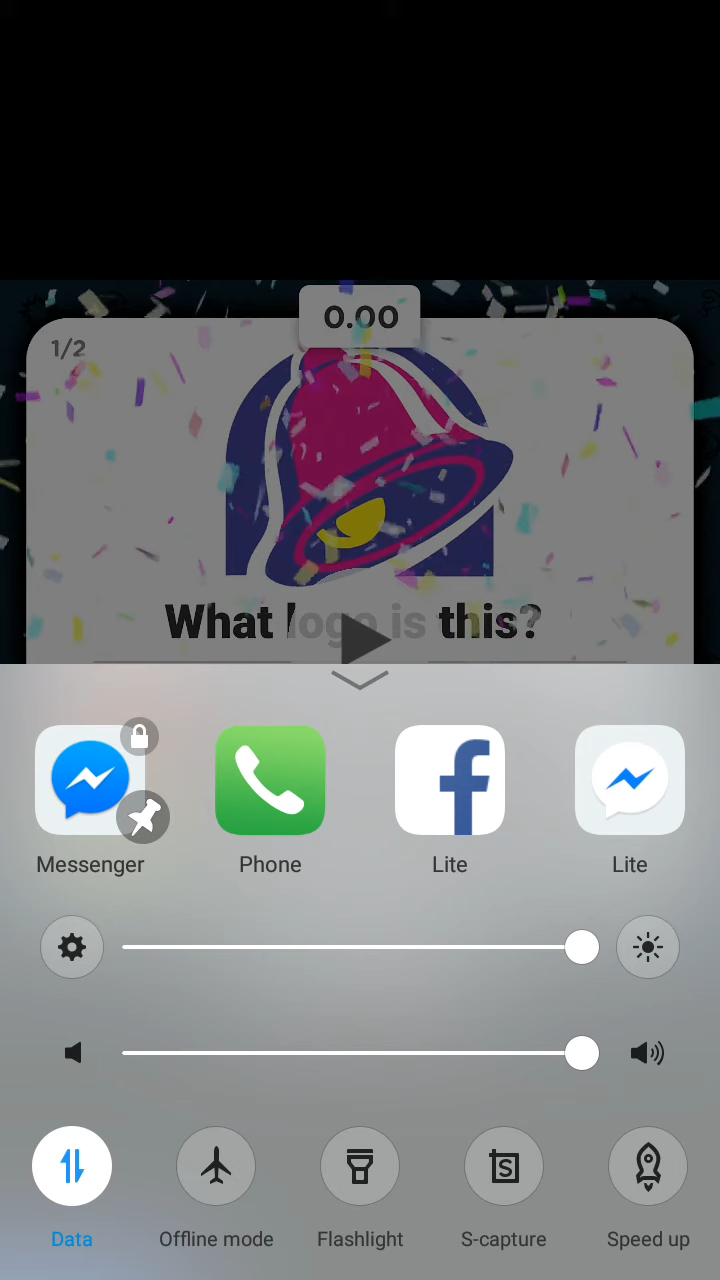 0.00
1/2
What logo is this?
Messenger
Phone
Lite
Lite
Data
Offline mode
Flashlight
S-capture
Speed up